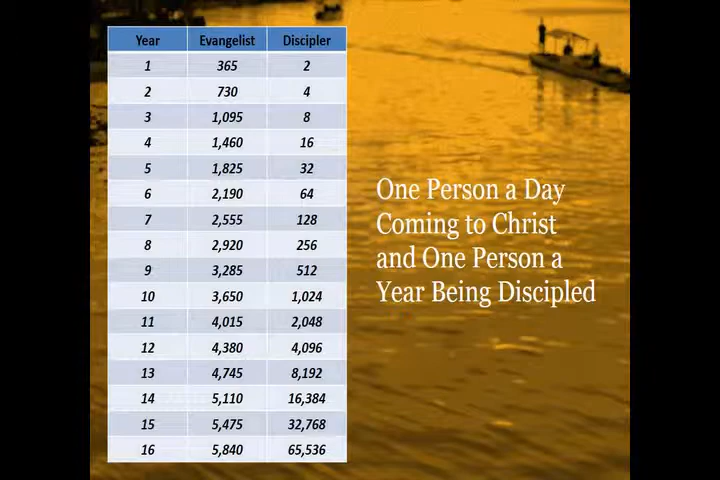 Year Evangelist Discipler
1 365 2
2 730 4
3 1,095 8
4 1,460 16
5 1,825 32
6 2,190 64
7 2,555 128
8 2,920 256
9 3,285 512
10 3,650 1,024
11 4,015 2,048
12 4,380 4,096
13 4,745 8,192
14 5,110 16,384
15 5,475 32,768
16 5,840 65,536
One Person a Day
Coming to Christ
and One Person a
Year Being Discipled